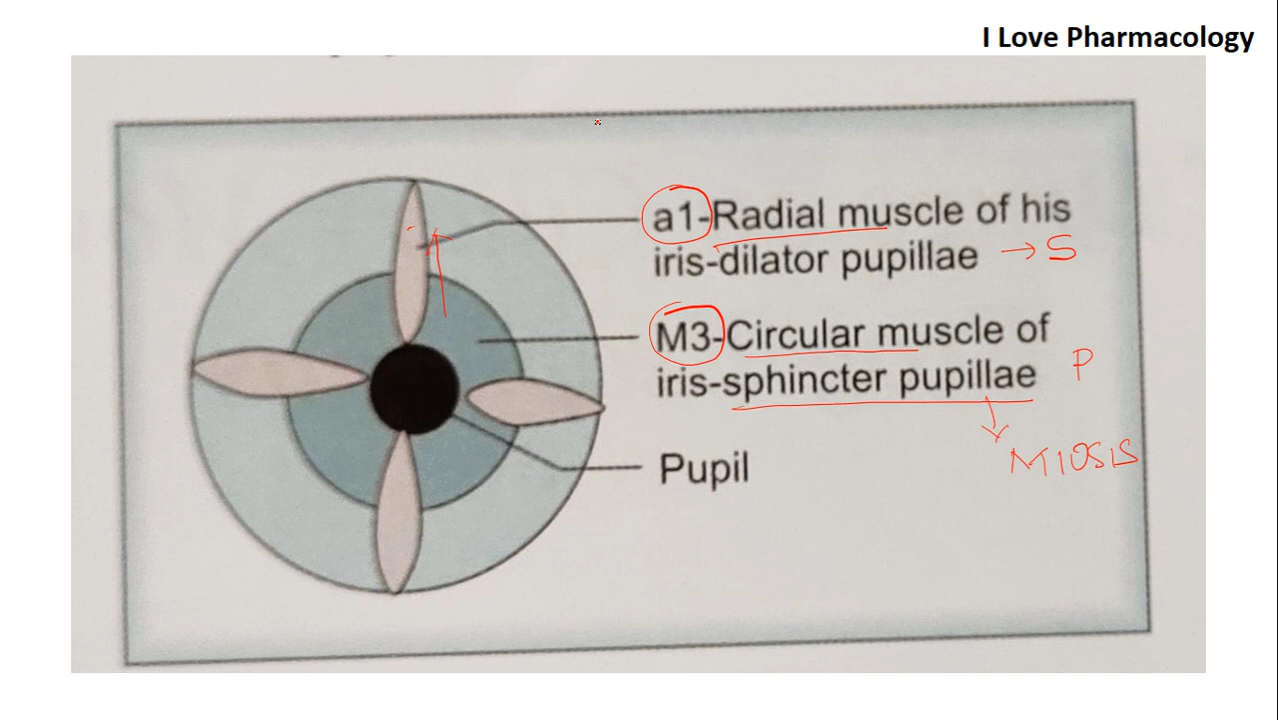 I Love Pharmacology
a1-Radial muscle of his
iris-dilator pupillae → S
M3-Circular muscle of
iris-sphincter pupillae P
MIOSIS
Pupil